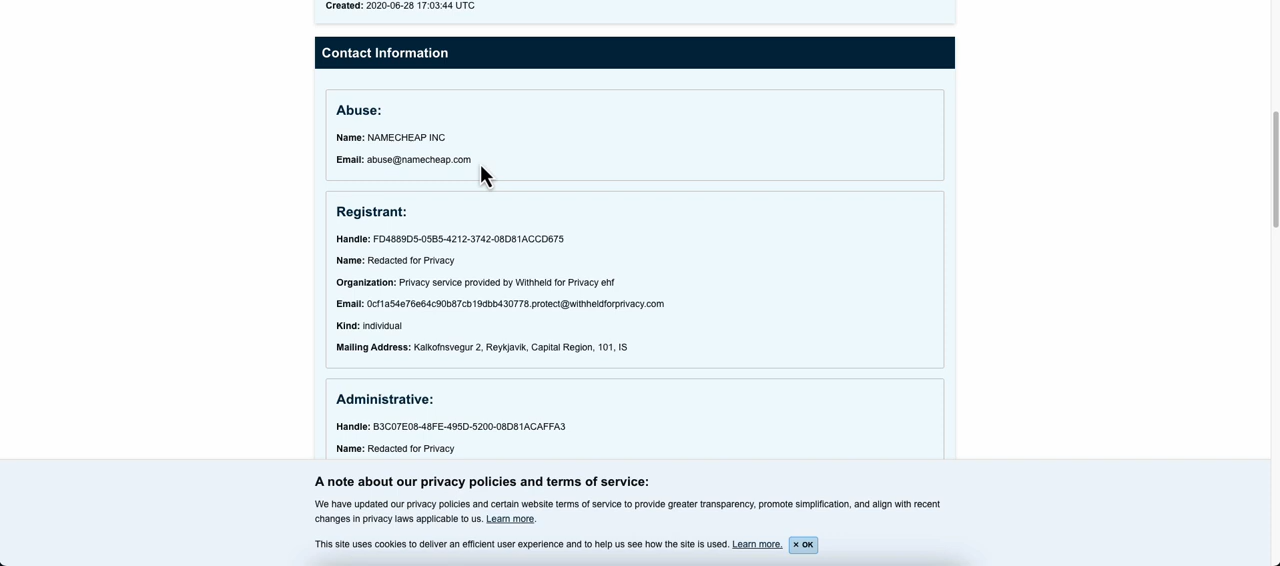 Created: 2020-06-28 17:03:44 UTC
Contact Information
Abuse:
Name: NAMECHEAP INC
Email: abuse@namecheap.com
Registrant:
Handle: FD4889D5-05B5-4212-3742-08D81ACCD675
Name: Redacted for Privacy
Organization: Privacy service provided by Withheld for Privacy ehf
Email: 0cf1a54e76e64c90b87cb19dbb430778.protect@withheldforprivacy.com
Kind: individual
Mailing Address: Kalkofnsvegur 2, Reykjavik, Capital Region, 101, IS
Administrative:
Handle: B3C07E08-48FE-495D-5200-08D81ACAFFA3
Name: Redacted for Privacy
A note about our privacy policies and terms of service:
We have updated our privacy policies and certain website terms of service to provide greater transparency, promote simplification, and align with recent
changes in privacy laws applicable to us. Learn more.
This site uses cookies to deliver an efficient user experience and to help us see how the site is used. Learn more. × OK